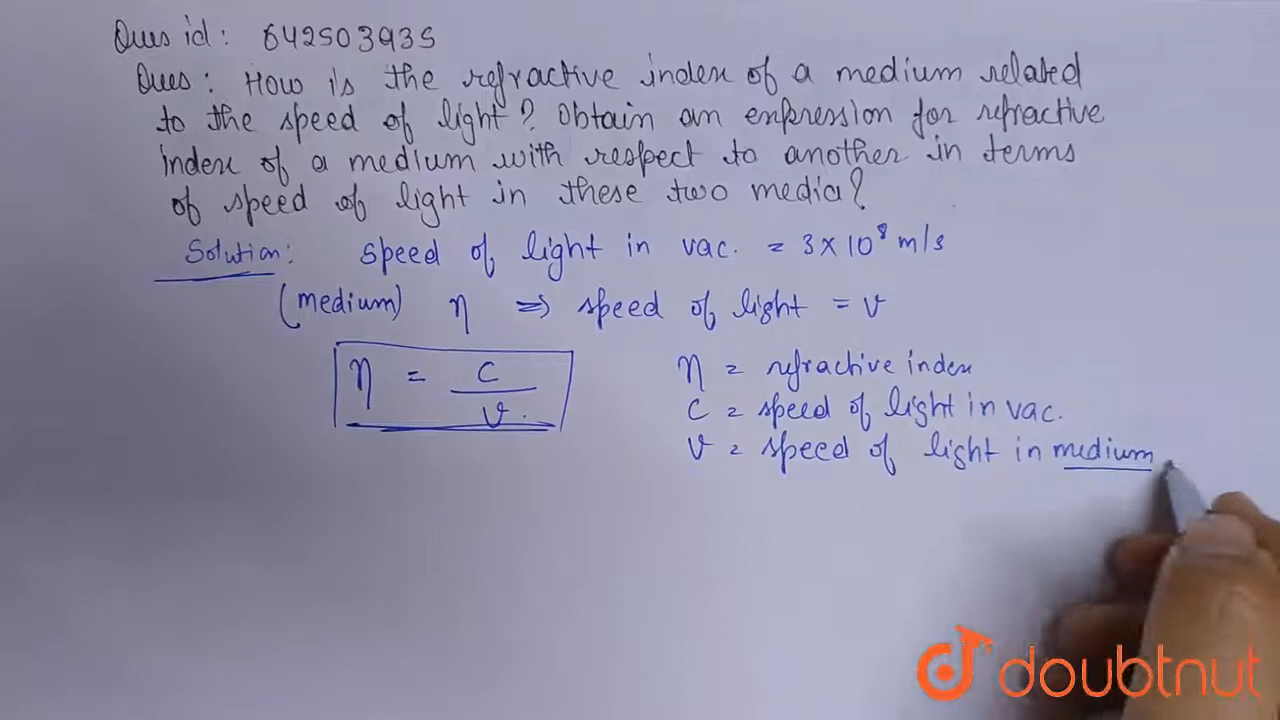 Ques id: 642503935
Ques: How is the refractive index of a medium related
to the speed of light? Obtain an expression for refractive
index of a medium with respect to another in terms
of speed of light in these two media?
Solution: speed of light in vac. = 3 × 10⁸ m/s
(medium) η ⇒ speed of light = v
η = c / v.
η = refractive index
c = speed of light in vac.
v = speed of light in medium
doubtnut